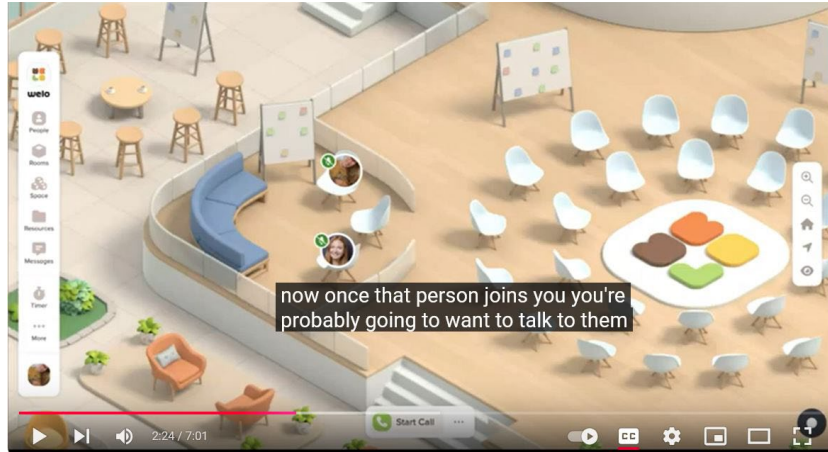 welo
People
Rooms
Space
Resources
Messages
Timer
More
now once that person joins you you're
probably going to want to talk to them
Start Call
2:24 / 7:01
CC